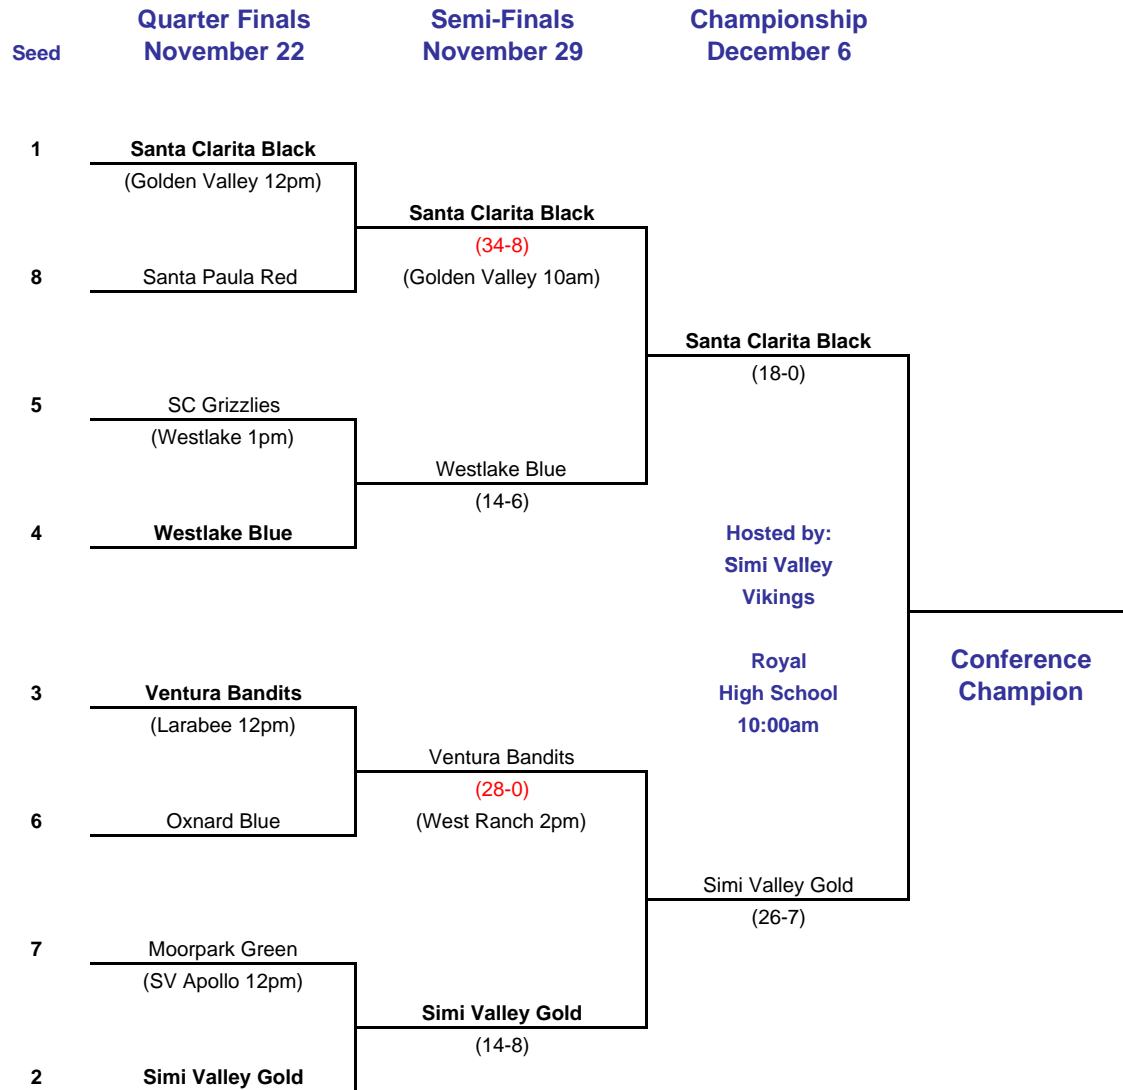 Quarter Finals
Semi-Finals
Championship
Seed
November 22
November 29
December 6
1
Santa Clarita Black
(Golden Valley 12pm)
Santa Clarita Black
(34-8)
8
Santa Paula Red
(Golden Valley 10am)
Santa Clarita Black
(18-0)
5
SC Grizzlies
(Westlake 1pm)
Westlake Blue
(14-6)
4
Westlake Blue
Hosted by:
Simi Valley
Vikings
Royal
High School
10:00am
Conference
Champion
3
Ventura Bandits
(Larabee 12pm)
Ventura Bandits
(28-0)
6
Oxnard Blue
(West Ranch 2pm)
Simi Valley Gold
(26-7)
7
Moorpark Green
(SV Apollo 12pm)
Simi Valley Gold
(14-8)
2
Simi Valley Gold